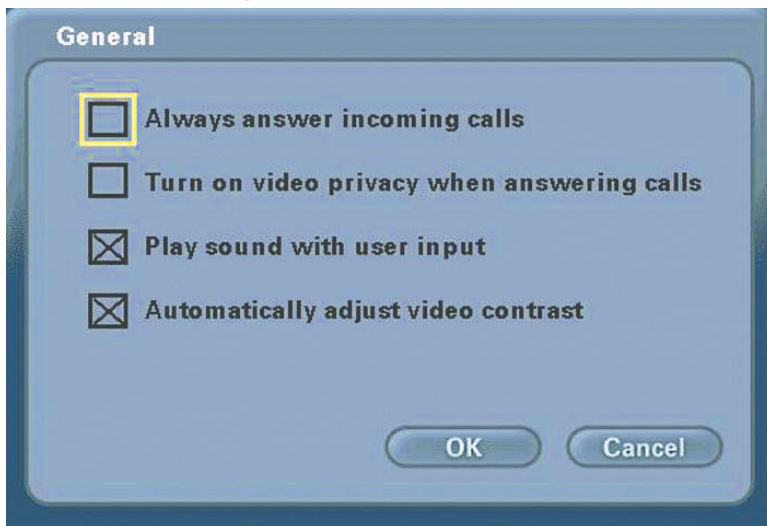 General
Always answer incoming calls
Turn on video privacy when answering calls
Play sound with user input
Automatically adjust video contrast
OK Cancel